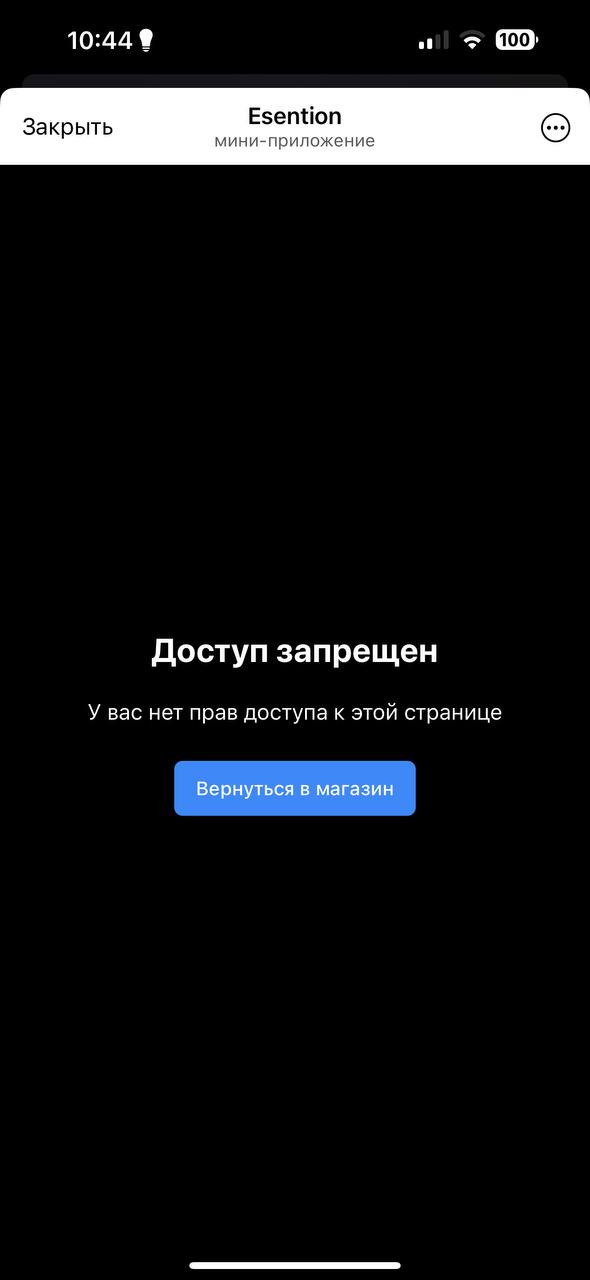 10:44
100
Закрыть
Esention
мини-приложение
Доступ запрещен
У вас нет прав доступа к этой странице
Вернуться в магазин